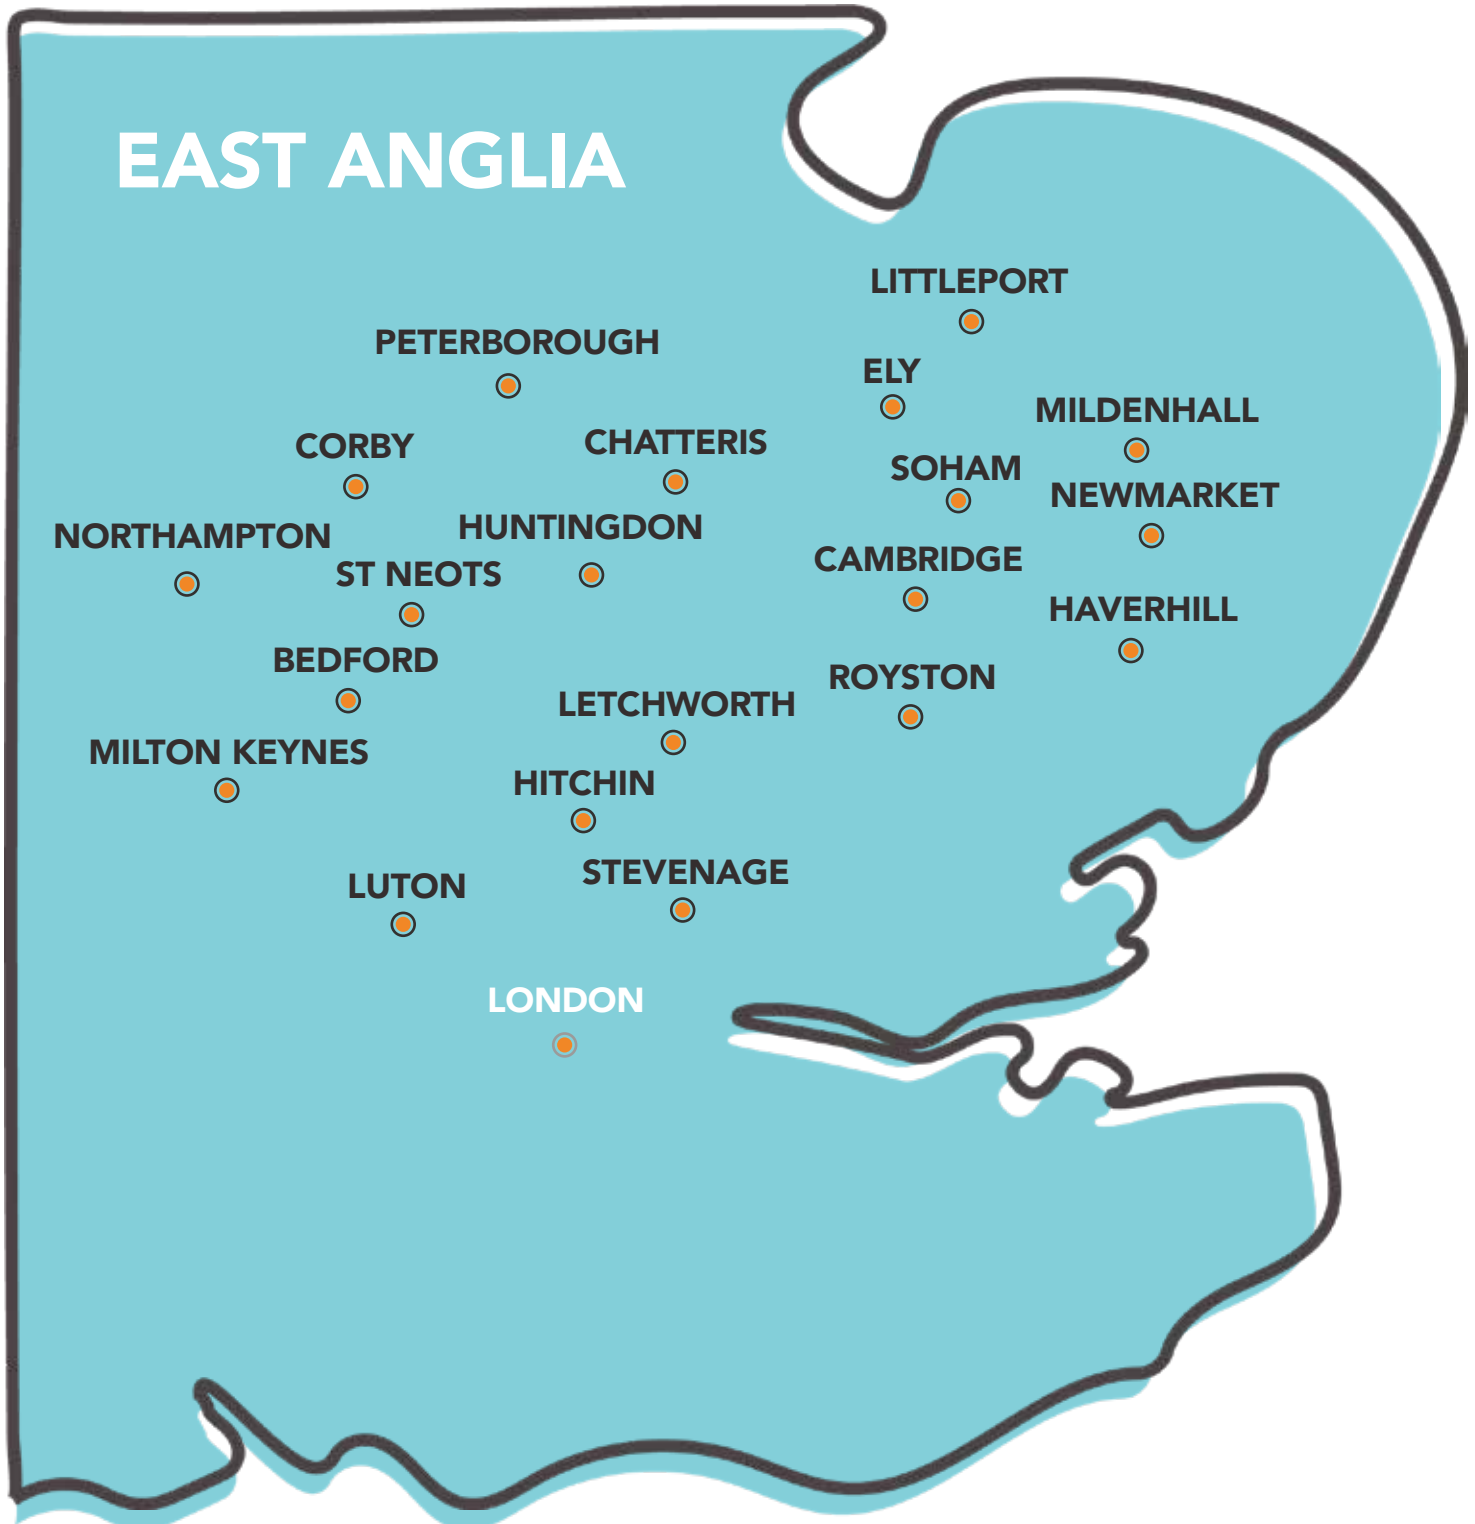 EAST ANGLIA
LITTLEPORT
PETERBOROUGH
ELY
MILDENHALL
CORBY
CHATTERIS
SOHAM
NEWMARKET
NORTHAMPTON
HUNTINGDON
ST NEOTS
CAMBRIDGE
HAVERHILL
BEDFORD
ROYSTON
LETCHWORTH
MILTON KEYNES
HITCHIN
STEVENAGE
LUTON
LONDON